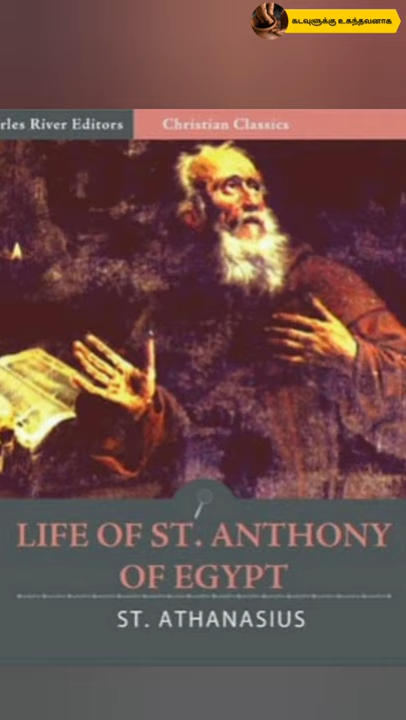 கடவுளுக்கு உகந்தவனாக
rles River Editors
Christian Classics
LIFE OF ST. ANTHONY
OF EGYPT
ST. ATHANASIUS